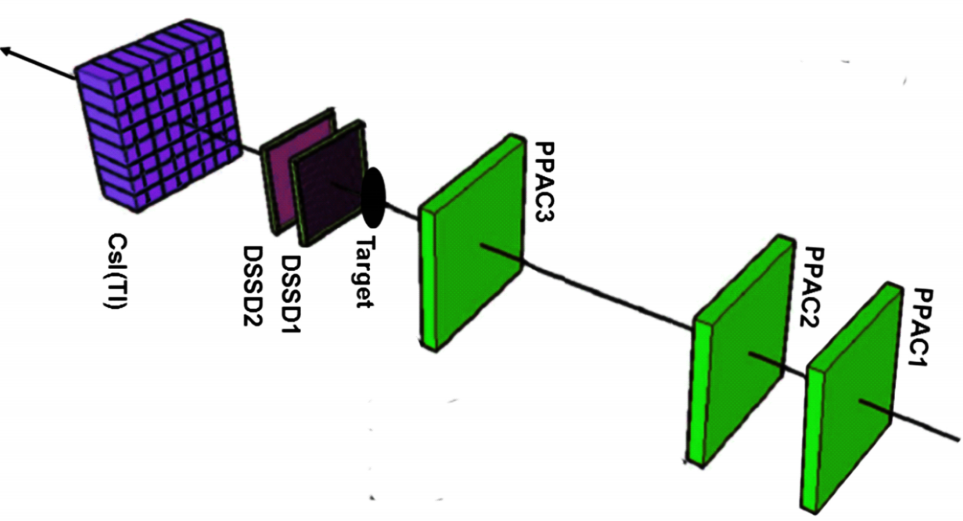 CsI(Tl)
DSSD2
DSSD1
Target
PPAC3
PPAC2
PPAC1